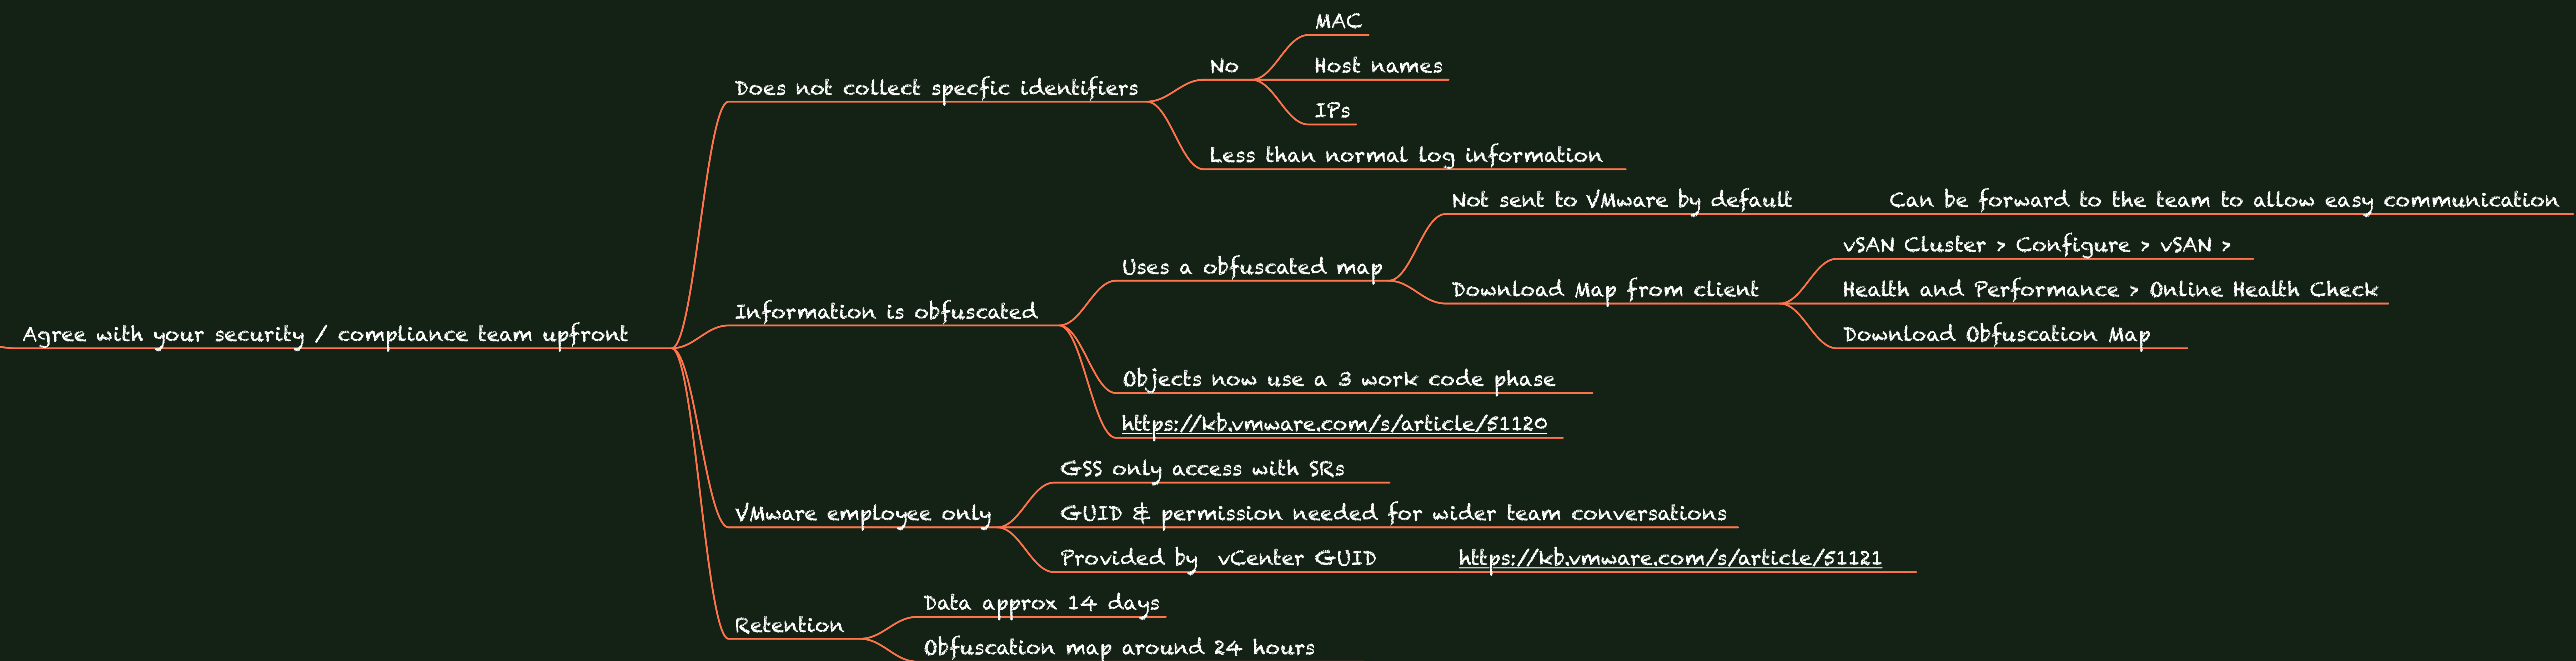 MAC
No
Host names
Does not collect specfic identifiers
IPs
Less than normal log information
Not sent to VMware by default
Can be forward to the team to allow easy communication
Uses a obfuscated map
vSAN Cluster > Configure > vSAN >
Download Map from client
Health and Performance > Online Health Check
Information is obfuscated
Download Obfuscation Map
Agree with your security / compliance team upfront
Objects now use a 3 work code phase
https://kb.vmware.com/s/article/51120
GSS only access with SRs
VMware employee only
GUID & permission needed for wider team conversations
Provided by vCenter GUID
https://kb.vmware.com/s/article/51121
Data approx 14 days
Retention
Obfuscation map around 24 hours